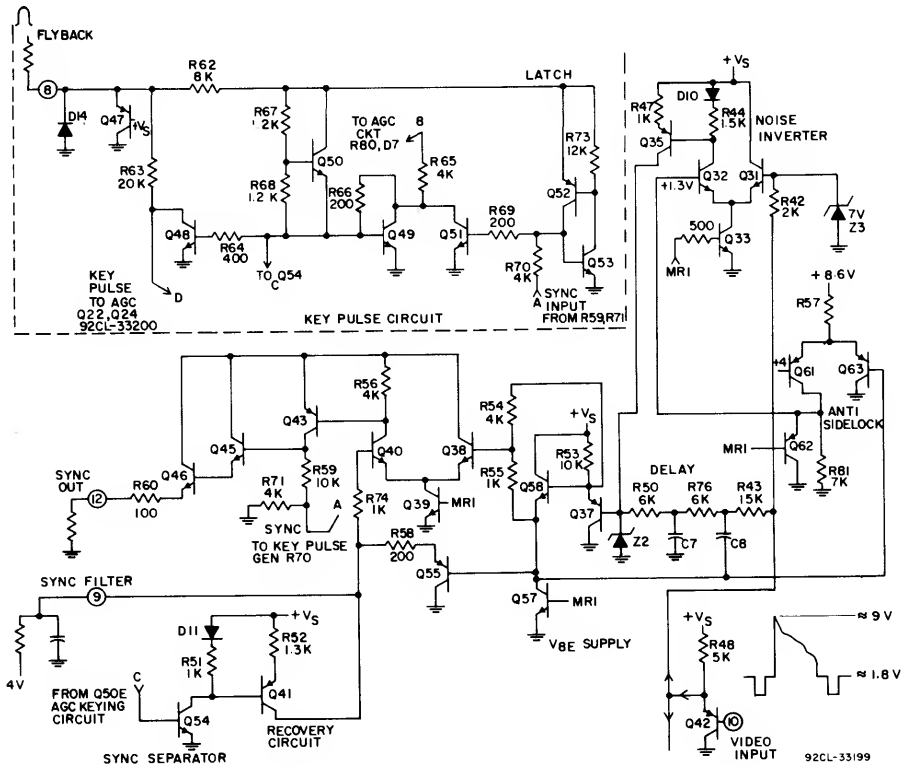 FLYBACK
8
R62
8K
LATCH
D14
Q47
+VS
R63
20K
R67
1.2K
Q50
R68
1.2K
R66
200
TO AGC
CKT
R80, D7
B
R65
4K
R73
12K
Q52
Q48
R64
400
TO Q54
C
Q49
Q51
R69
200
R70
4K
Q53
A
SYNC
INPUT
FROM R59,R71
D
KEY
PULSE
TO AGC
Q22, Q24
92CL-33200
KEY PULSE CIRCUIT
+VS
R47
1K
D10
R44
1.5K
NOISE
INVERTER
Q35
Q32
+1.3V
Q31
R42
2K
7V
Z3
500
Q33
MR1
+8.6V
R57
+4
Q61
Q63
ANTI
SIDELOCK
MR1
Q62
R81
7K
R56
4K
Q43
Q45
Q46
Q40
Q38
R54
4K
+VS
R53
10K
R55
1K
Q58
DELAY
R50
6K
R76
6K
R43
15K
Q37
Z2
C7
C8
SYNC
OUT
12
R60
100
R71
4K
R59
10K
A
SYNC
TO KEY PULSE
GEN R70
R74
1K
Q39
MR1
R58
200
Q55
Q57
MR1
VBE SUPPLY
SYNC FILTER
9
4V
D11
+VS
R51
1K
R52
1.3K
Q41
C
FROM Q50E
AGC KEYING
CIRCUIT
Q54
RECOVERY
CIRCUIT
SYNC SEPARATOR
+VS
R48
5K
≈ 9V
≈ 1.8V
Q42
10
VIDEO
INPUT
92CL-33199